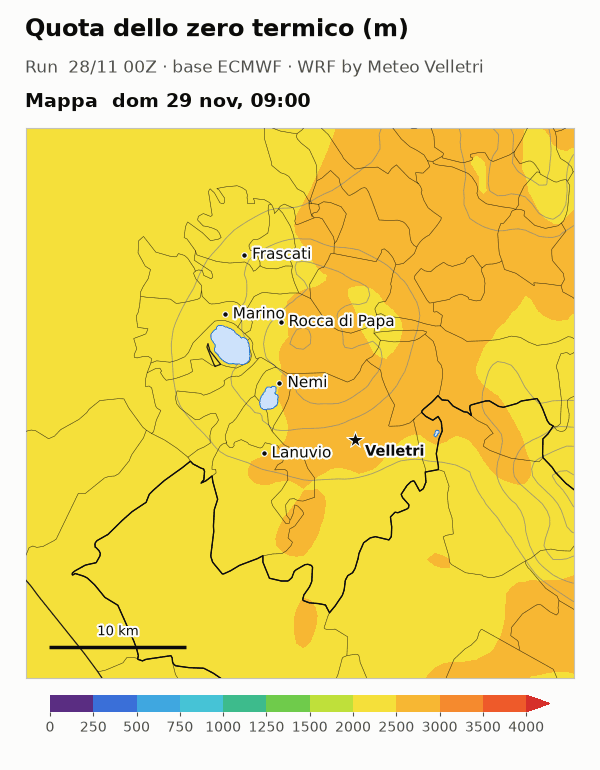 Quota dello zero termico (m)
Run 28/11 00Z · base ECMWF · WRF by Meteo Velletri
Mappa dom 29 nov, 09:00
Frascati
Marino
Rocca di Papa
Nemi
Velletri
Lanuvio
10 km
0 250 500 750 1000 1250 1500 2000 2500 3000 3500 4000